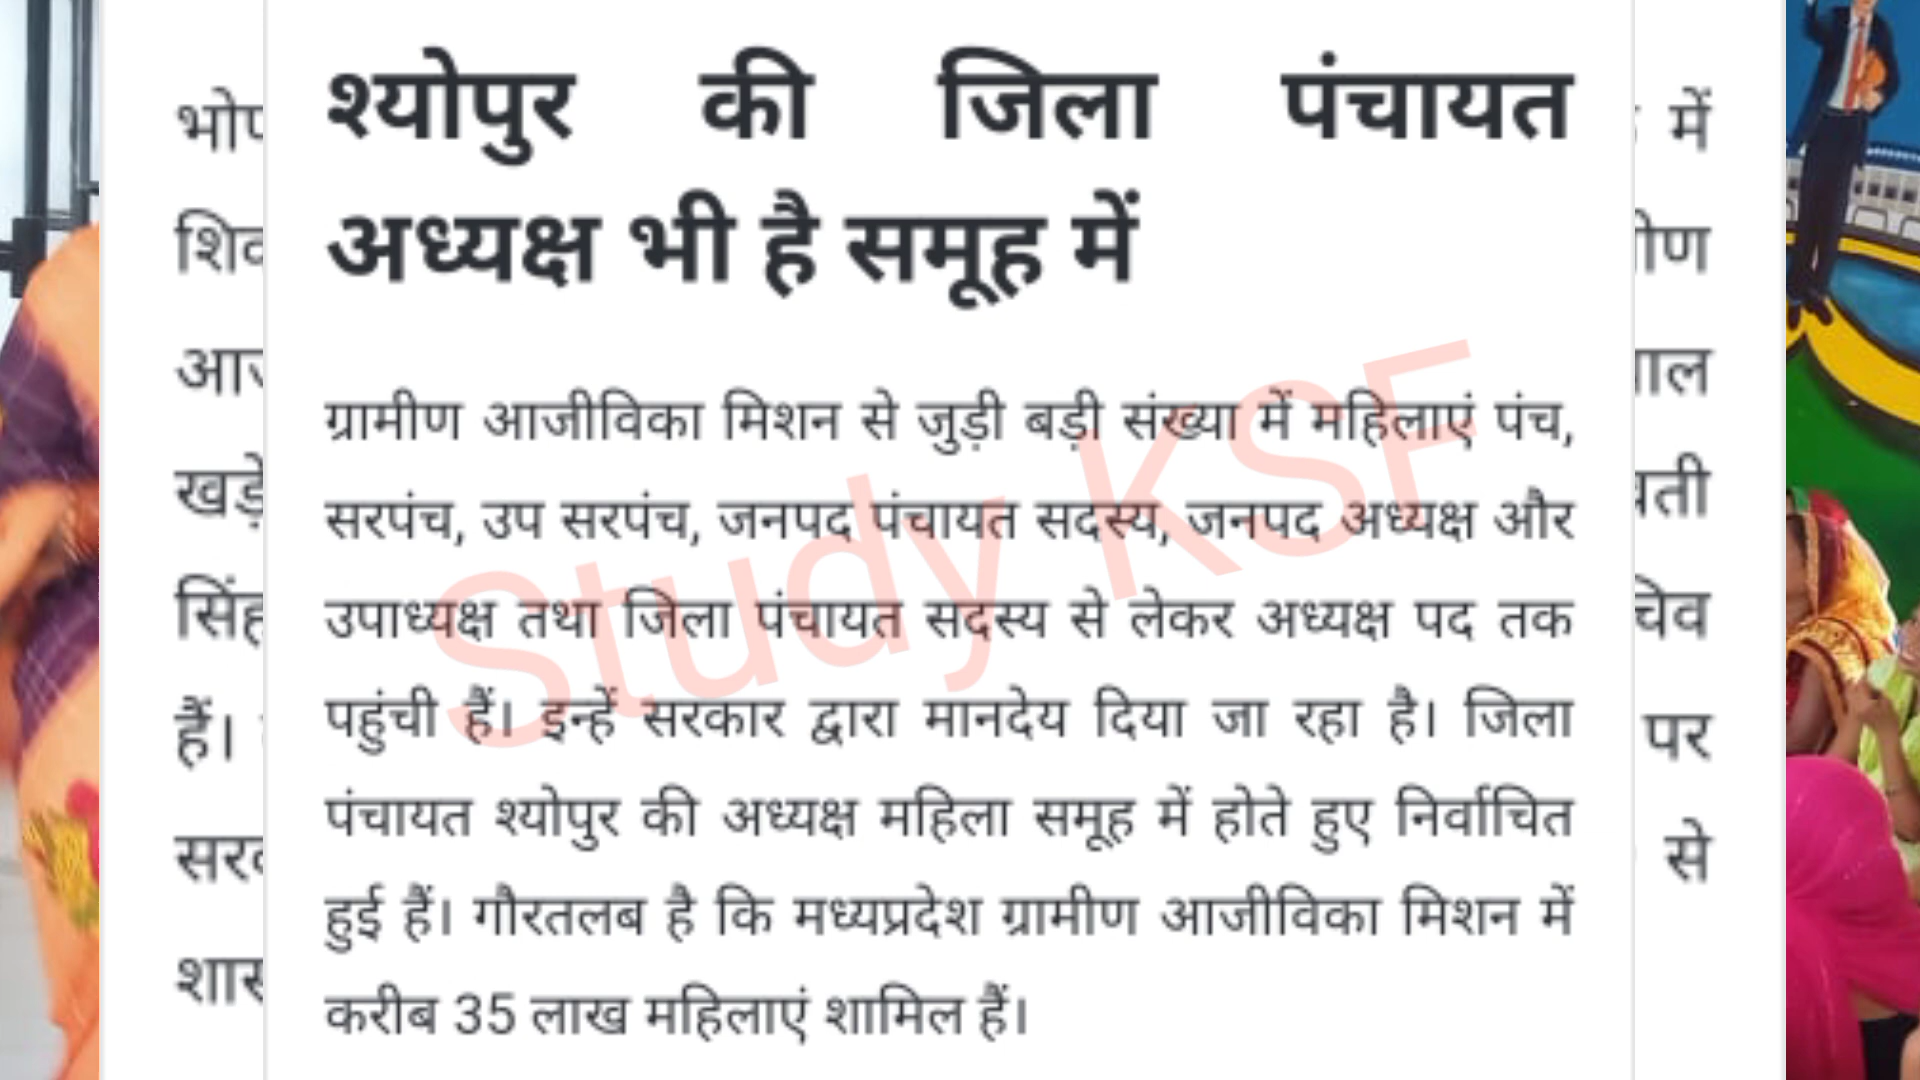 श्योपुर की जिला पंचायत
अध्यक्ष भी है समूह में
ग्रामीण आजीविका मिशन से जुड़ी बड़ी संख्या में महिलाएं पंच,
सरपंच, उप सरपंच, जनपद पंचायत सदस्य, जनपद अध्यक्ष और
उपाध्यक्ष तथा जिला पंचायत सदस्य से लेकर अध्यक्ष पद तक
पहुंची हैं। इन्हें सरकार द्वारा मानदेय दिया जा रहा है। जिला
पंचायत श्योपुर की अध्यक्ष महिला समूह में होते हुए निर्वाचित
हुई हैं। गौरतलब है कि मध्यप्रदेश ग्रामीण आजीविका मिशन में
करीब 35 लाख महिलाएं शामिल हैं।
Study KSF
में
हैं।
पर
से